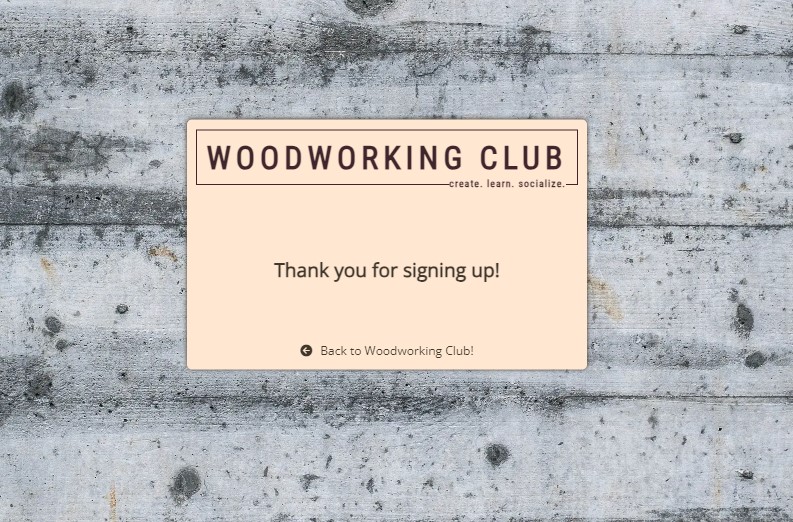 WOODWORKING CLUB
create. learn. socialize.
Thank you for signing up!
Back to Woodworking Club!